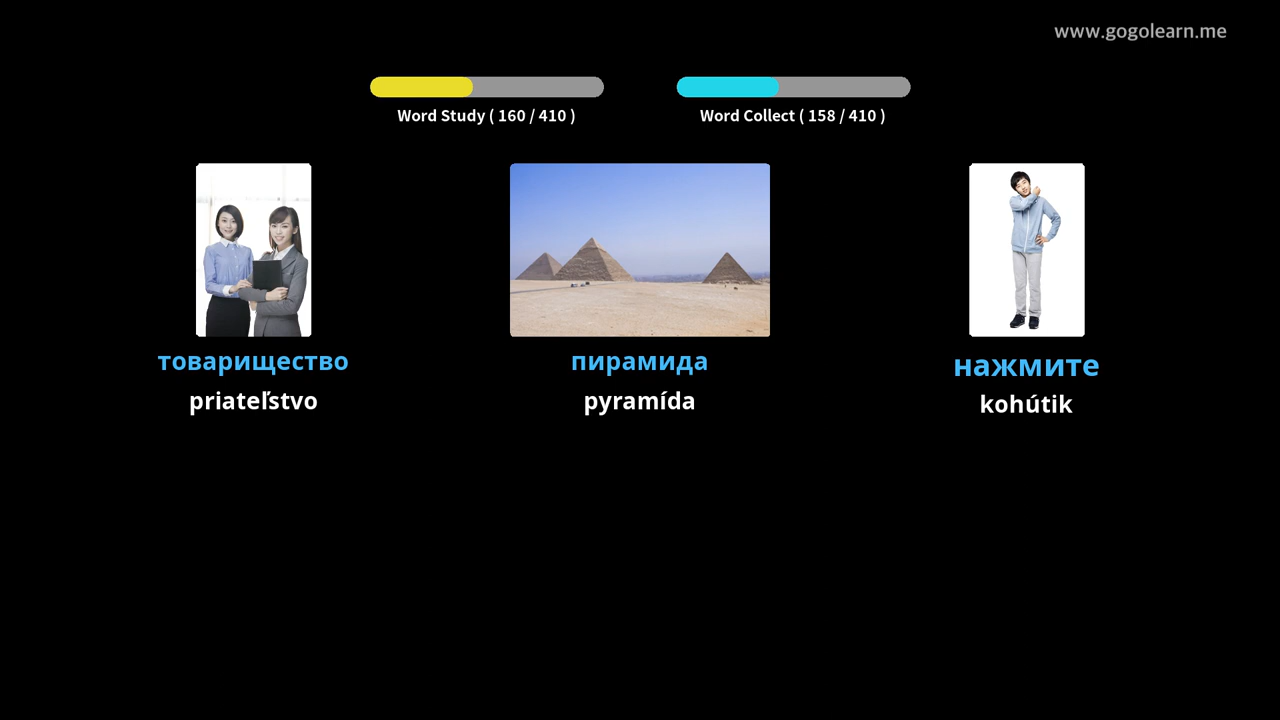 www.gogolearn.me
Word Study ( 160 / 410 )
Word Collect ( 158 / 410 )
товарищество
priateľstvo
пирамида
pyramída
нажмите
kohútik